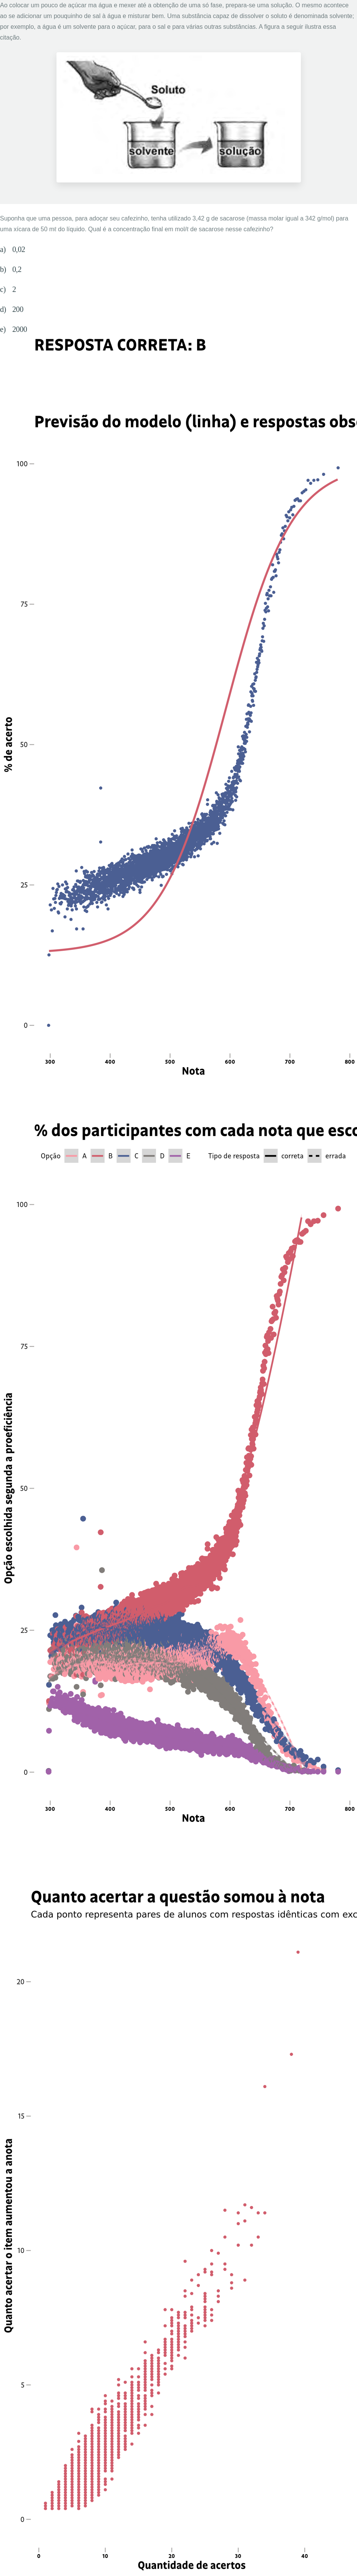 Ao colocar um pouco de açúcar ma água e mexer até a obtenção de uma só fase, prepara-se uma solução. O mesmo acontece
ao se adicionar um pouquinho de sal à água e misturar bem. Uma substância capaz de dissolver o soluto é denominada solvente;
por exemplo, a água é um solvente para o açúcar, para o sal e para várias outras substâncias. A figura a seguir ilustra essa
citação.
Soluto
solvente
solução
Suponha que uma pessoa, para adoçar seu cafezinho, tenha utilizado 3,42 g de sacarose (massa molar igual a 342 g/mol) para
uma xícara de 50 ml do líquido. Qual é a concentração final em mol/ℓ de sacarose nesse cafezinho?
a) 0,02
b) 0,2
c) 2
d) 200
e) 2000
RESPOSTA CORRETA: B
Previsão do modelo (linha) e respostas obs
% de acerto
100
75
50
25
0
300 400 500 600 700 800
Nota
% dos participantes com cada nota que esco
Opção A B C D E Tipo de resposta correta errada
Opção escolhida segunda a proeficiência
100
75
50
25
0
300 400 500 600 700 800
Nota
Quanto acertar a questão somou à nota
Cada ponto representa pares de alunos com respostas idênticas com exc
Quanto acertar o item aumentou a anota
20
15
10
5
0
0 10 20 30 40
Quantidade de acertos